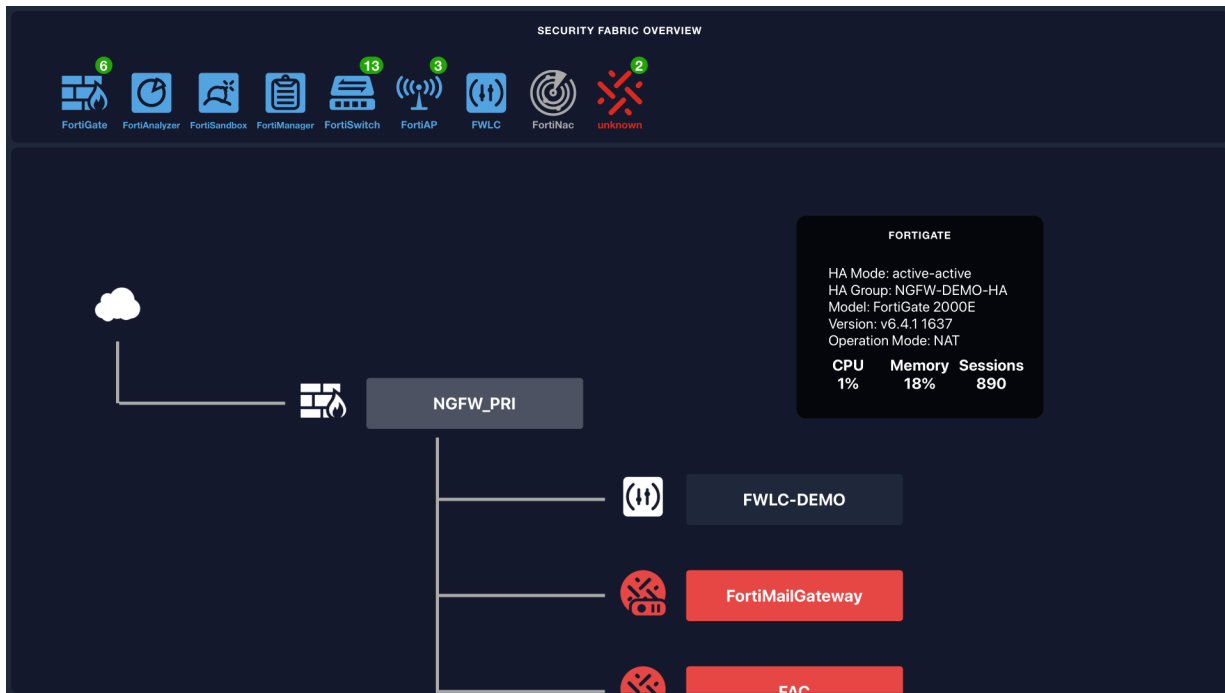 SECURITY FABRIC OVERVIEW
6 13 3 2
FortiGate FortiAnalyzer FortiSandbox FortiManager FortiSwitch FortiAP FWLC FortiNac unknown
FORTIGATE
HA Mode: active-active
HA Group: NGFW-DEMO-HA
Model: FortiGate 2000E
Version: v6.4.1 1637
Operation Mode: NAT
CPU Memory Sessions
1% 18% 890
NGFW_PRI
FWLC-DEMO
FortiMailGateway
FAC